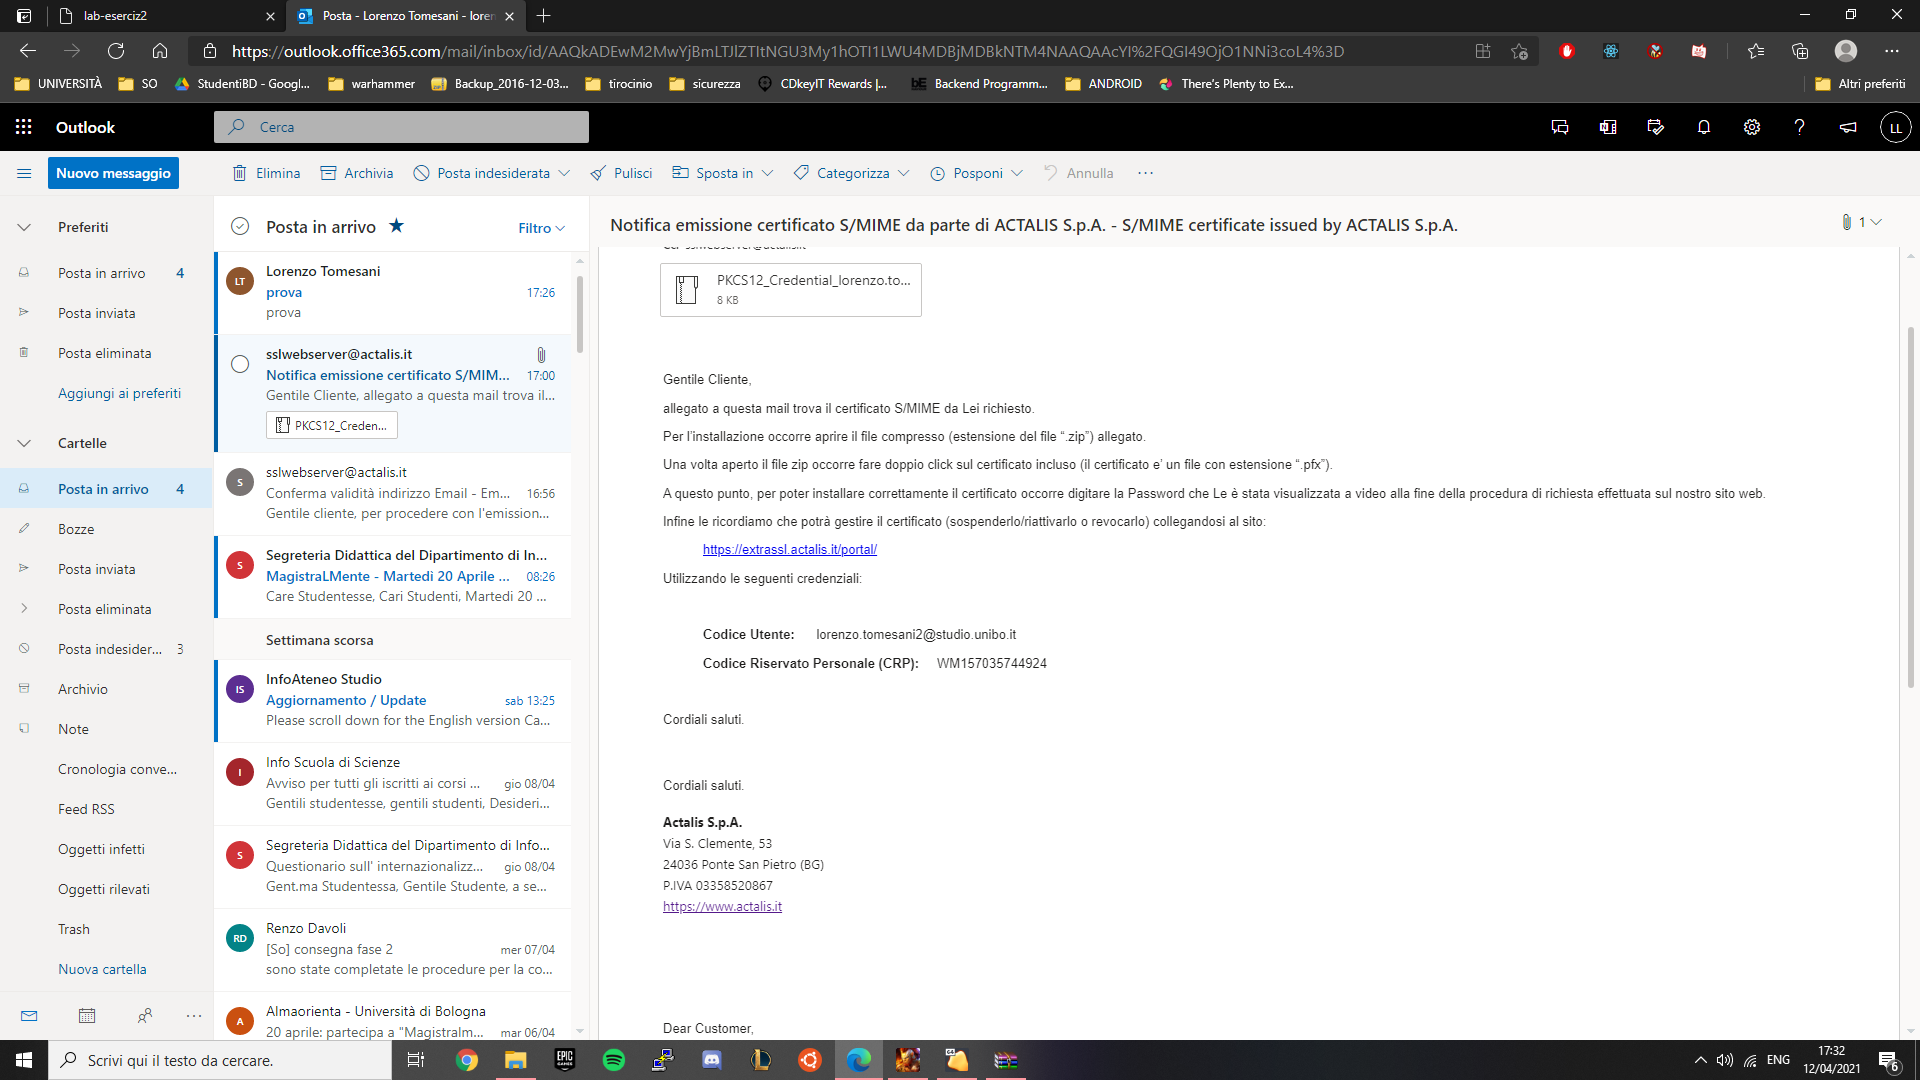 lab-eserciz2
Posta - Lorenzo Tomesani - loren
https://outlook.office365.com/mail/inbox/id/
UNIVERSITÀ
SO
StudentiBD - Googl...
warhammer
Backup_2016-12-03...
tirocinio
sicurezza
CDkeyIT Rewards |...
Backend Programm...
ANDROID
There's Plenty to Ex...
Altri preferiti
Outlook
Cerca
LL
Nuovo messaggio
Elimina
Archivia
Posta indesiderata
Pulisci
Sposta in
Categorizza
Posponi
Annulla
Preferiti
Posta in arrivo 4
Posta inviata
Posta eliminata
Aggiungi ai preferiti
Cartelle
Posta in arrivo 4
Bozze
Posta inviata
Posta eliminata
Posta indesider... 3
Archivio
Note
Cronologia conve...
Feed RSS
Oggetti infetti
Oggetti rilevati
Trash
Nuova cartella
Posta in arrivo
Filtro
LT
Lorenzo Tomesani
prova 17:26
prova
sslwebserver@actalis.it
Notifica emissione certificato S/MIM... 17:00
Gentile Cliente, allegato a questa mail trova il...
PKCS12_Creden...
S
sslwebserver@actalis.it
Conferma validità indirizzo Email - Em... 16:56
Gentile cliente, per procedere con l'emission...
S
Segreteria Didattica del Dipartimento di In...
MagistraLMente - Martedì 20 Aprile ... 08:26
Care Studentesse, Cari Studenti, Martedì 20 ...
Settimana scorsa
IS
InfoAteneo Studio
Aggiornamento / Update sab 13:25
Please scroll down for the English version Ca...
I
Info Scuola di Scienze
Avviso per tutti gli iscritti ai corsi ... gio 08/04
Gentili studentesse, gentili studenti, Desideri...
S
Segreteria Didattica del Dipartimento di Info...
Questionario sull' internazionalizz... gio 08/04
Gent.ma Studentessa, Gentile Studente, a se...
RD
Renzo Davoli
[So] consegna fase 2 mer 07/04
sono state completate le procedure per la co...
A
Almaorienta - Università di Bologna
20 aprile: partecipa a "Magistralm... mar 06/04
Notifica emissione certificato S/MIME da parte di ACTALIS S.p.A. - S/MIME certificate issued by ACTALIS S.p.A.
1
PKCS12_Credential_lorenzo.to...
8 KB
Gentile Cliente,
allegato a questa mail trova il certificato S/MIME da Lei richiesto.
Per l'installazione occorre aprire il file compresso (estensione del file “.zip”) allegato.
Una volta aperto il file zip occorre fare doppio click sul certificato incluso (il certificato e' un file con estensione “.pfx”).
A questo punto, per poter installare correttamente il certificato occorre digitare la Password che Le è stata visualizzata a video alla fine della procedura di richiesta effettuata sul nostro sito web.
Infine le ricordiamo che potrà gestire il certificato (sospenderlo/riattivarlo o revocarlo) collegandosi al sito:
https://extrassl.actalis.it/portal/
Utilizzando le seguenti credenziali:
Codice Utente: lorenzo.tomesani2@studio.unibo.it
Codice Riservato Personale (CRP): WM157035744924
Cordiali saluti.
Cordiali saluti.
Actalis S.p.A.
Via S. Clemente, 53
24036 Ponte San Pietro (BG)
P.IVA 03358520867
https://www.actalis.it
Dear Customer,
Scrivi qui il testo da cercare.
EPIC GAMES
64
ENG
17:32
12/04/2021
6